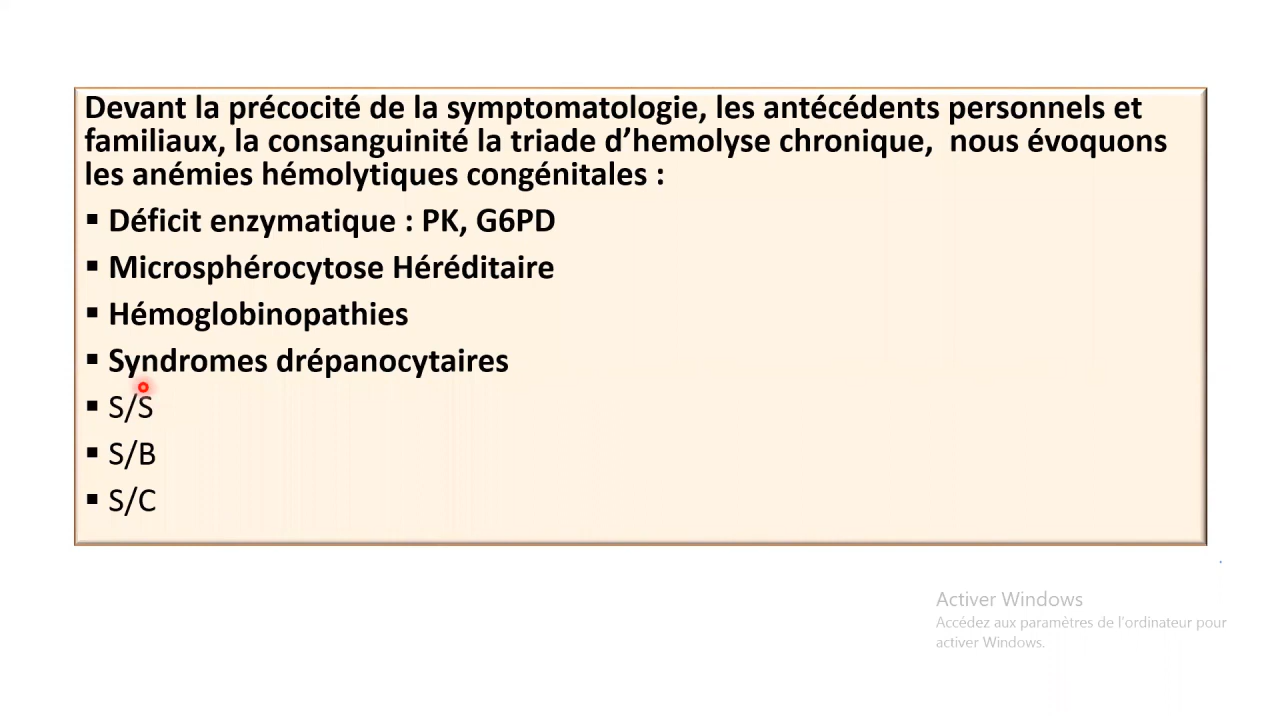 Devant la précocité de la symptomatologie, les antécédents personnels et
familiaux, la consanguinité la triade d’hemolyse chronique,  nous évoquons
les anémies hémolytiques congénitales :
▪ Déficit enzymatique : PK, G6PD
▪ Microsphérocytose Héréditaire
▪ Hémoglobinopathies
▪ Syndromes drépanocytaires
▪ S/S
▪ S/B
▪ S/C
Activer Windows
Accédez aux paramètres de l'ordinateur pour
activer Windows.